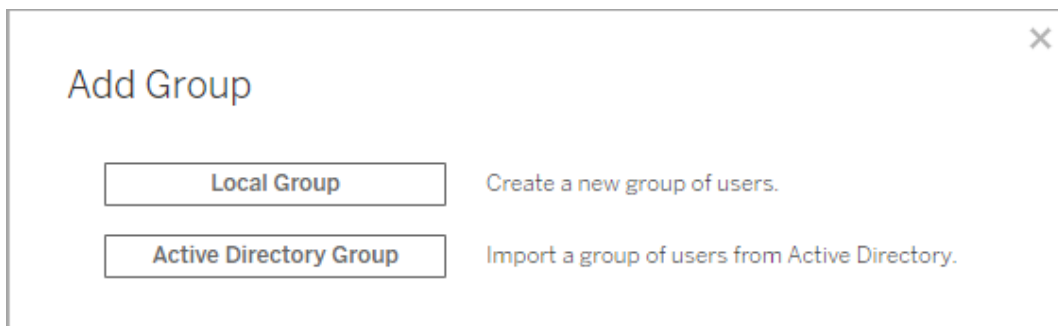 Add Group
Local Group Create a new group of users.
Active Directory Group Import a group of users from Active Directory.